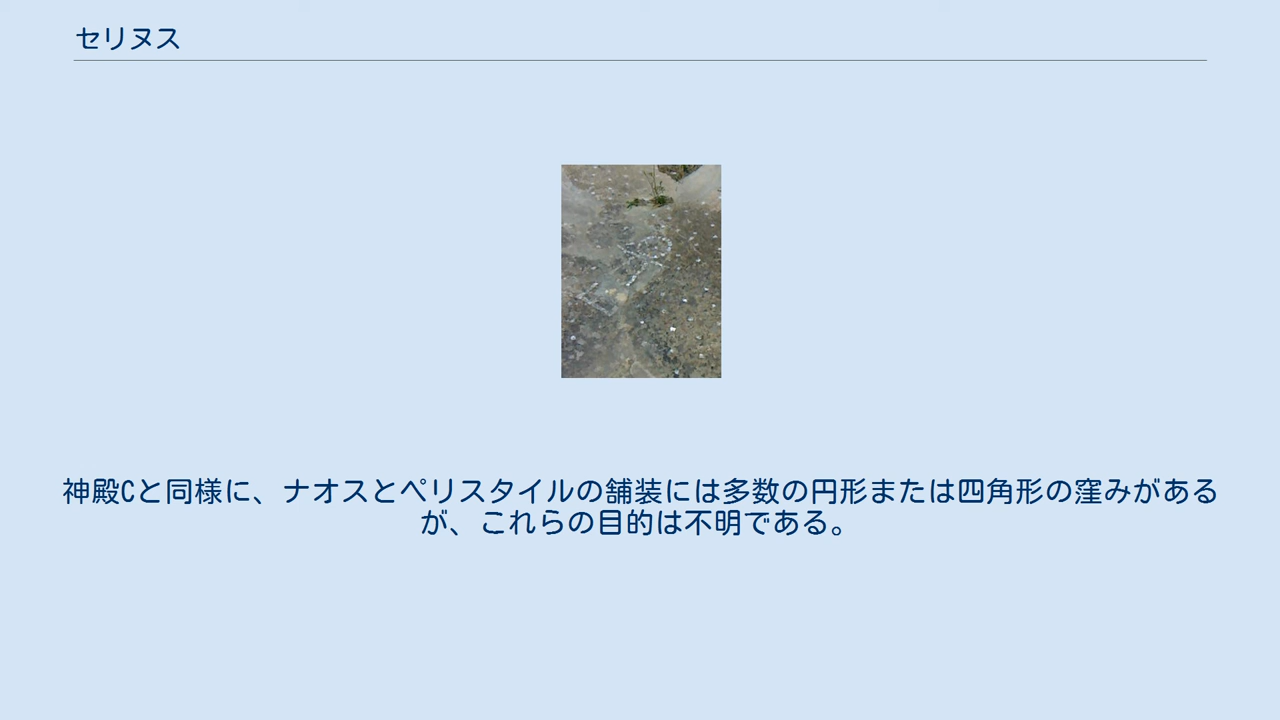 セリヌス
神殿Cと同様に、ナオスとペリスタイルの舗装には多数の円形または四角形の窪みがある
が、これらの目的は不明である。